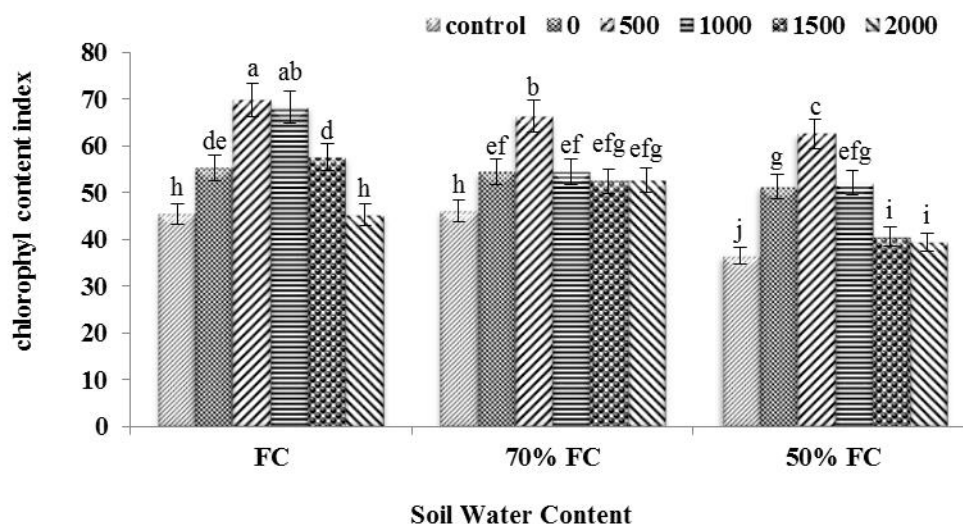 control 0 500 1000 1500 2000
chlorophyll content index
80
70
60
50
40
30
20
10
0
h de a ab d h
h ef b ef efg efg
j g c efg i i
FC 70% FC 50% FC
Soil Water Content